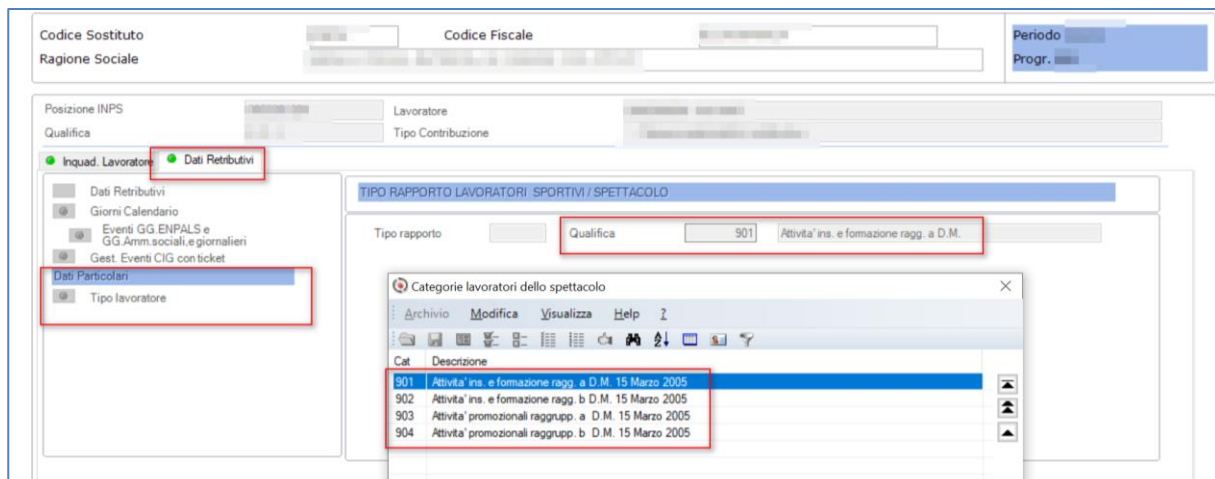 Codice Sostituto Codice Fiscale Periodo
Ragione Sociale Progr.
Posizione INPS Lavoratore
Qualifica Tipo Contribuzione
Inquad. Lavoratore Dati Retributivi
Dati Retributivi
Giorni Calendario
Eventi GG.ENPALS e
GG.Amm.sociali,e giornalieri
Gest. Eventi CIG con ticket
Dati Particolari
Tipo lavoratore
TIPO RAPPORTO LAVORATORI SPORTIVI / SPETTACOLO
Tipo rapporto Qualifica 901 Attivita' ins. e formazione ragg. a D.M.
Categorie lavoratori dello spettacolo
Archivio Modifica Visualizza Help ?
Cat Descrizione
901 Attivita' ins. e formazione ragg. a D.M. 15 Marzo 2005
902 Attivita' ins. e formazione ragg. b D.M. 15 Marzo 2005
903 Attivita' promozionali raggrupp. a D.M. 15 Marzo 2005
904 Attivita' promozionali raggrupp. b D.M. 15 Marzo 2005